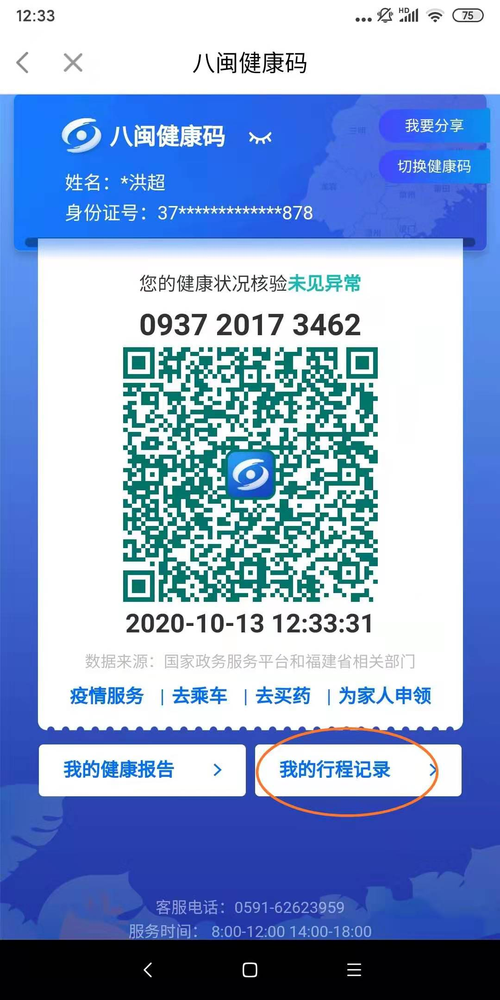 12:33
HD
75
八闽健康码
八闽健康码
我要分享
切换健康码
姓名：*洪超
身份证号：37*************878
您的健康状况核验未见异常
0937 2017 3462
2020-10-13 12:33:31
数据来源：国家政务服务平台和福建省相关部门
疫情服务 | 去乘车 | 去买药 | 为家人申领
我的健康报告 >
我的行程记录 >
客服电话：0591-62623959
服务时间： 8:00-12:00 14:00-18:00